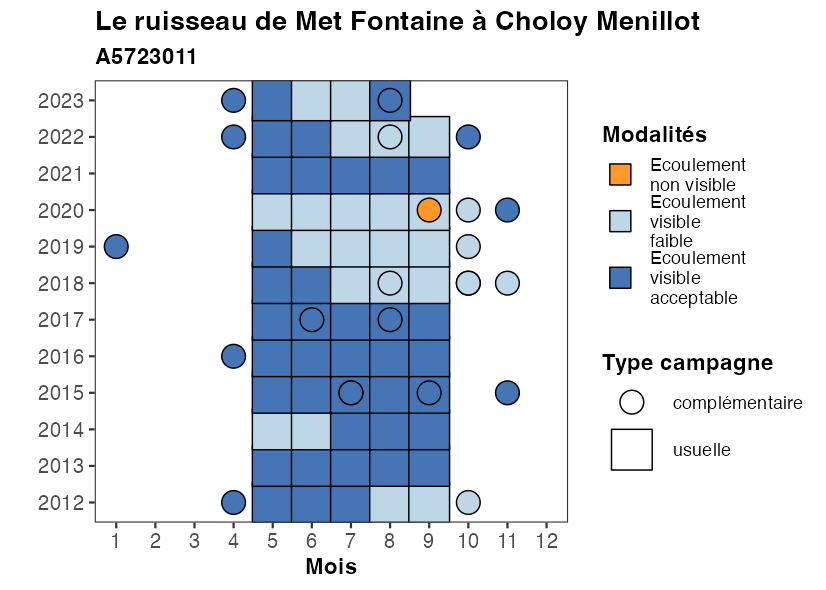 Le ruisseau de Met Fontaine à Choloy Menillot
A5723011
2023
2022
2021
2020
2019
2018
2017
2016
2015
2014
2013
2012
1 2 3 4 5 6 7 8 9 10 11 12
Mois
Modalités
Ecoulement
non visible
Ecoulement
visible
faible
Ecoulement
visible
acceptable
Type campagne
complémentaire
usuelle